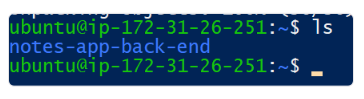 ubuntu@ip-172-31-26-251:~$ ls
notes-app-back-end
ubuntu@ip-172-31-26-251:~$ _